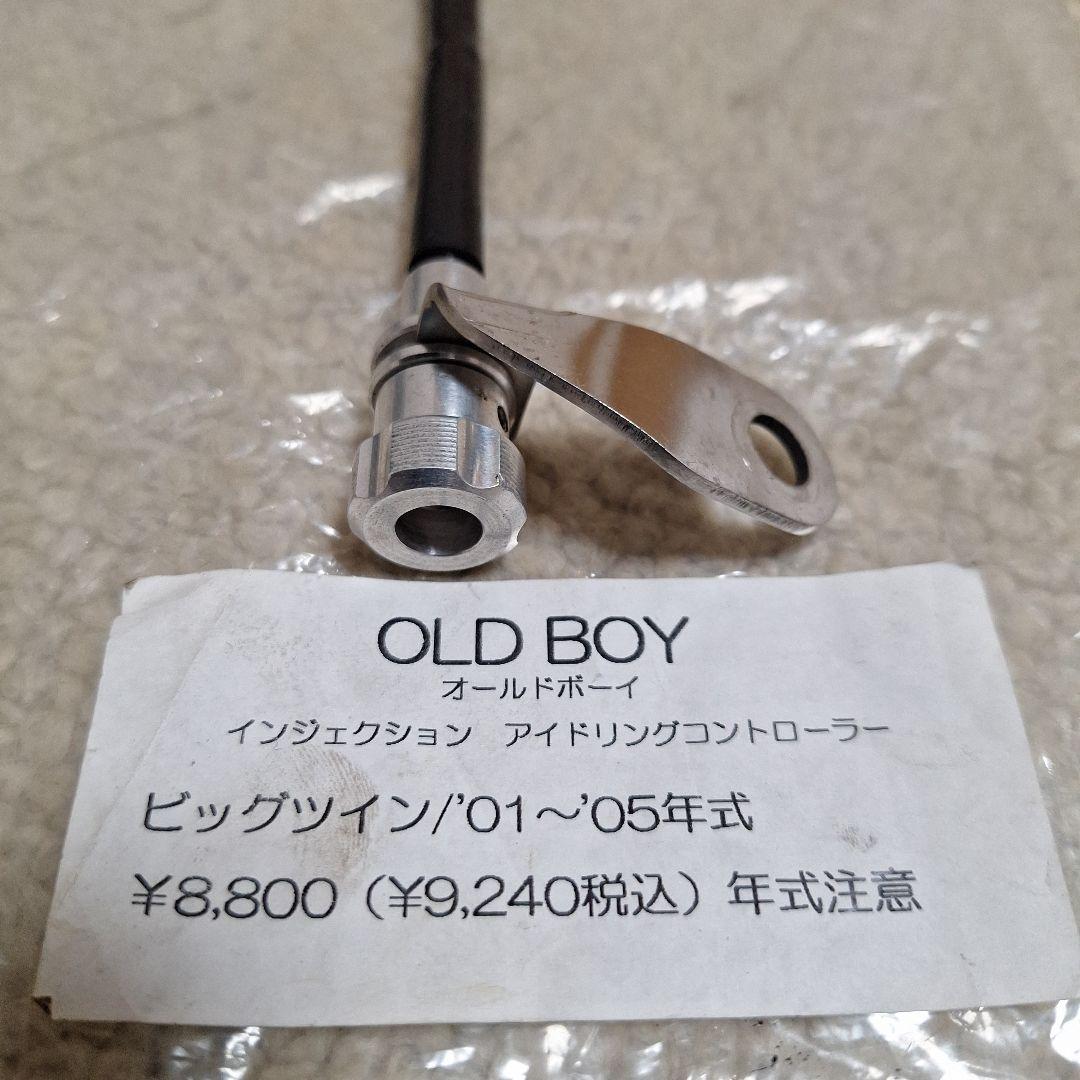 OLD BOY
オールドボーイ
インジェクション アイドリングコントローラー
ビッグツイン/'01～'05年式
¥8,800（¥9,240税込）年式注意